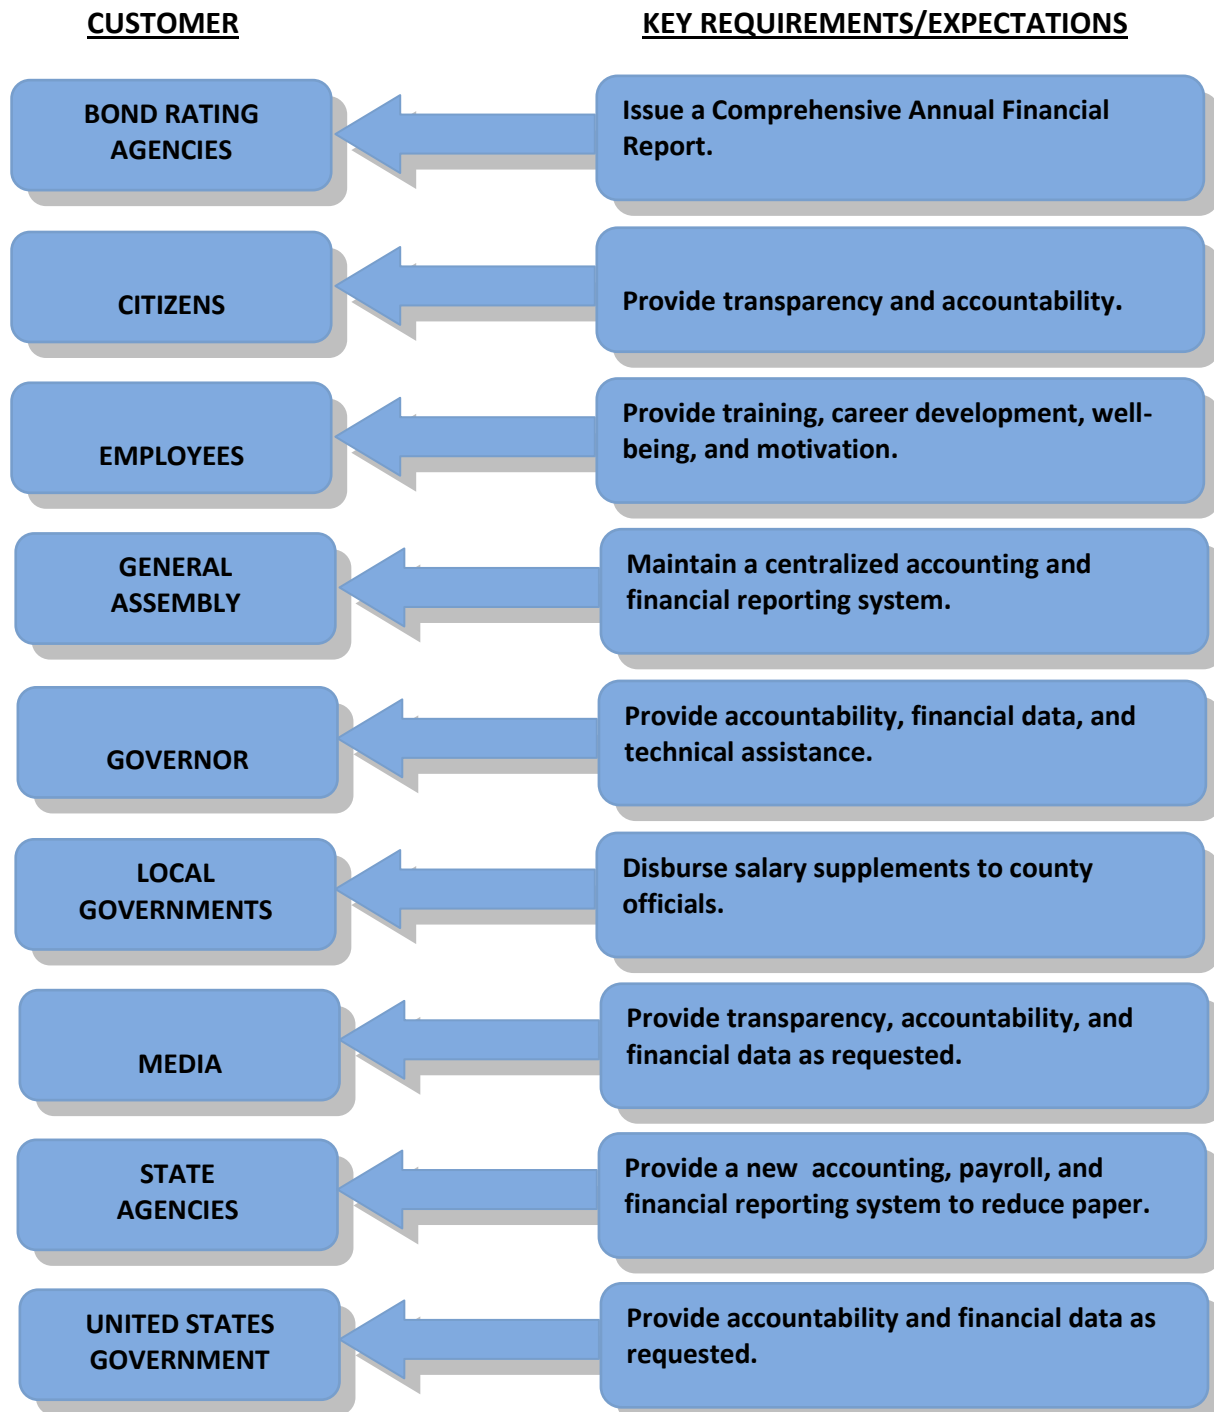 CUSTOMER
KEY REQUIREMENTS/EXPECTATIONS
BOND RATING
AGENCIES
Issue a Comprehensive Annual Financial
Report.
CITIZENS
Provide transparency and accountability.
EMPLOYEES
Provide training, career development, well-
being, and motivation.
GENERAL
ASSEMBLY
Maintain a centralized accounting and
financial reporting system.
GOVERNOR
Provide accountability, financial data, and
technical assistance.
LOCAL
GOVERNMENTS
Disburse salary supplements to county
officials.
MEDIA
Provide transparency, accountability, and
financial data as requested.
STATE
AGENCIES
Provide a new  accounting, payroll, and
financial reporting system to reduce paper.
UNITED STATES
GOVERNMENT
Provide accountability and financial data as
requested.